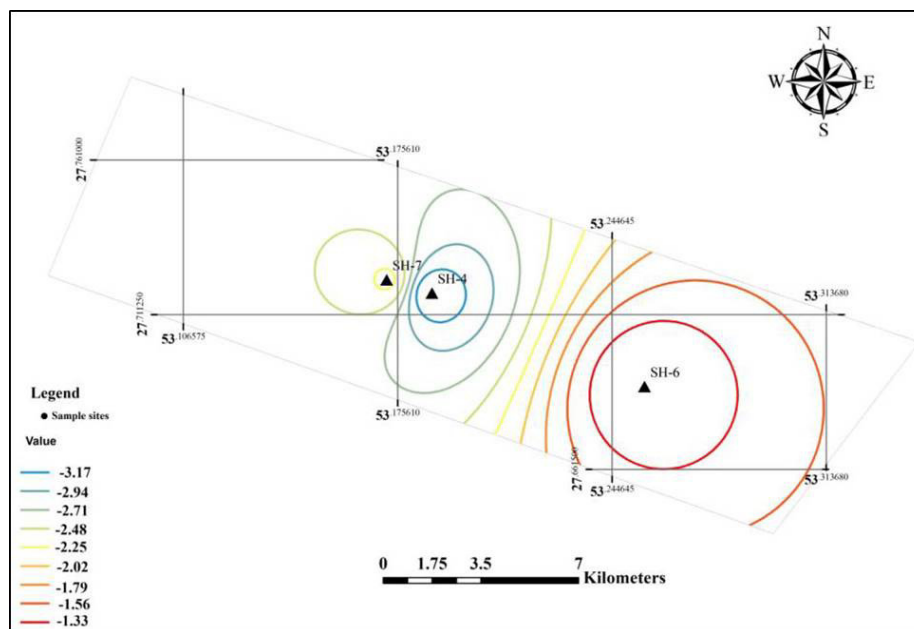 N
W E
S
27.761000
53.175610
53.244645
SH-7
SH-4
27.711250
53.313680
53.106575
SH-6
53.175610
27.661500
53.244645
53.313680
Legend
Sample sites
Value
-3.17
-2.94
-2.71
-2.48
-2.25
-2.02
-1.79
-1.56
-1.33
0 1.75 3.5 7
Kilometers